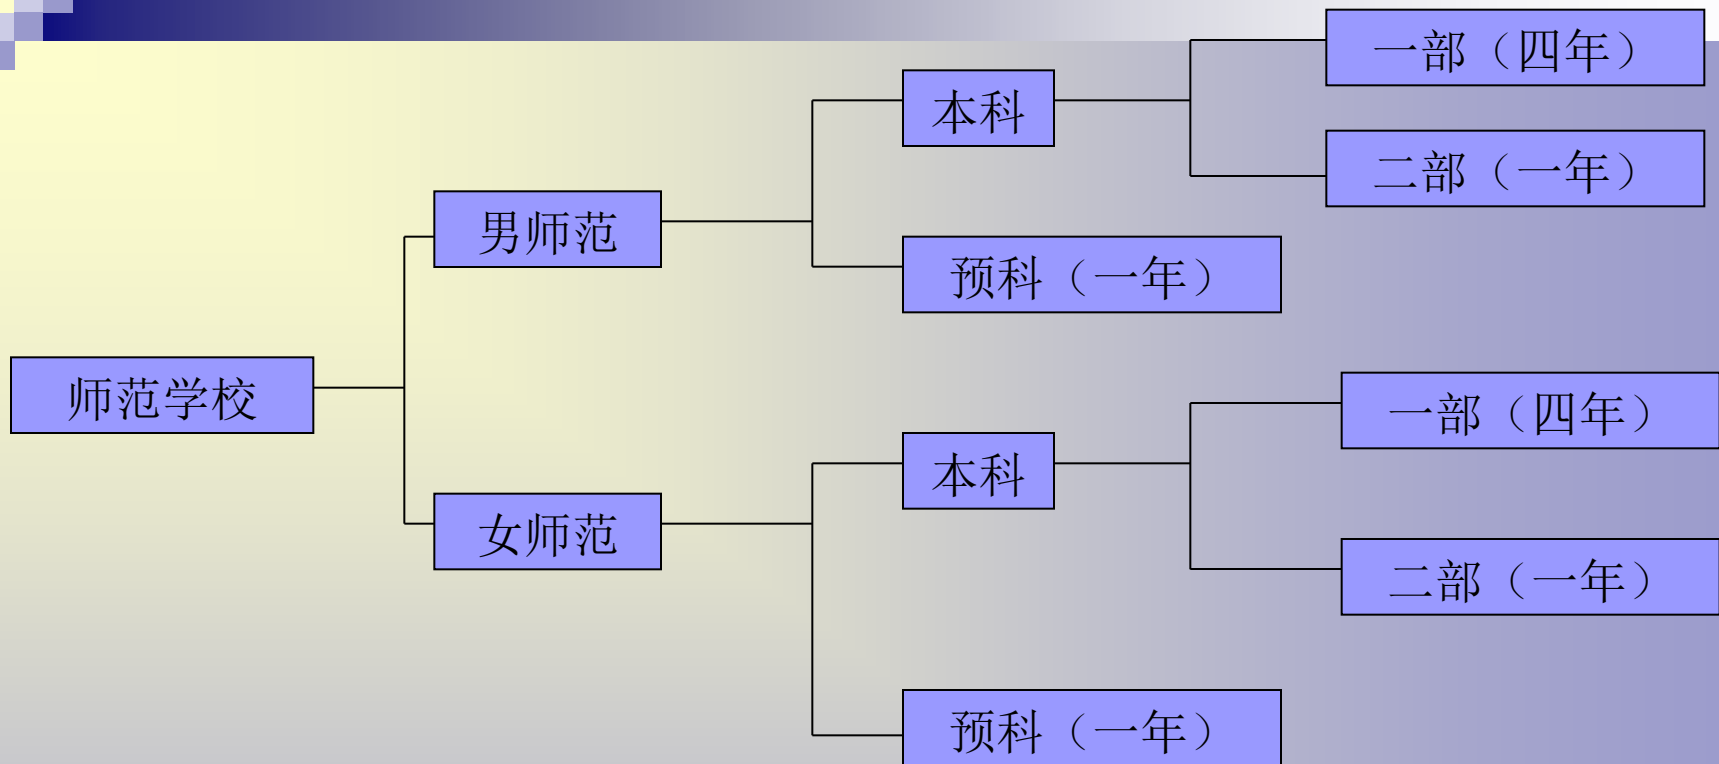 一部（四年）
本科
二部（一年）
男师范
预科（一年）
师范学校
一部（四年）
本科
女师范
二部（一年）
预科（一年）